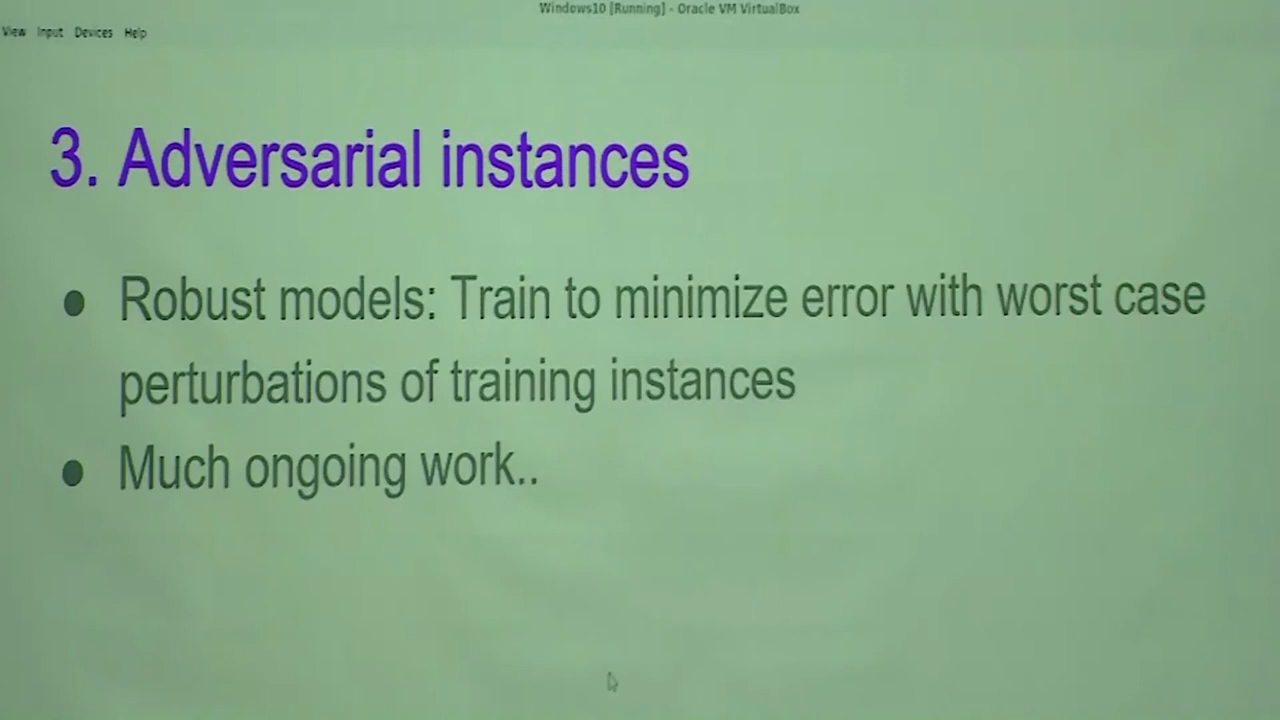 Windows10 [Running] - Oracle VM VirtualBox
View Input Devices Help
3. Adversarial instances
● Robust models: Train to minimize error with worst case
perturbations of training instances
● Much ongoing work..